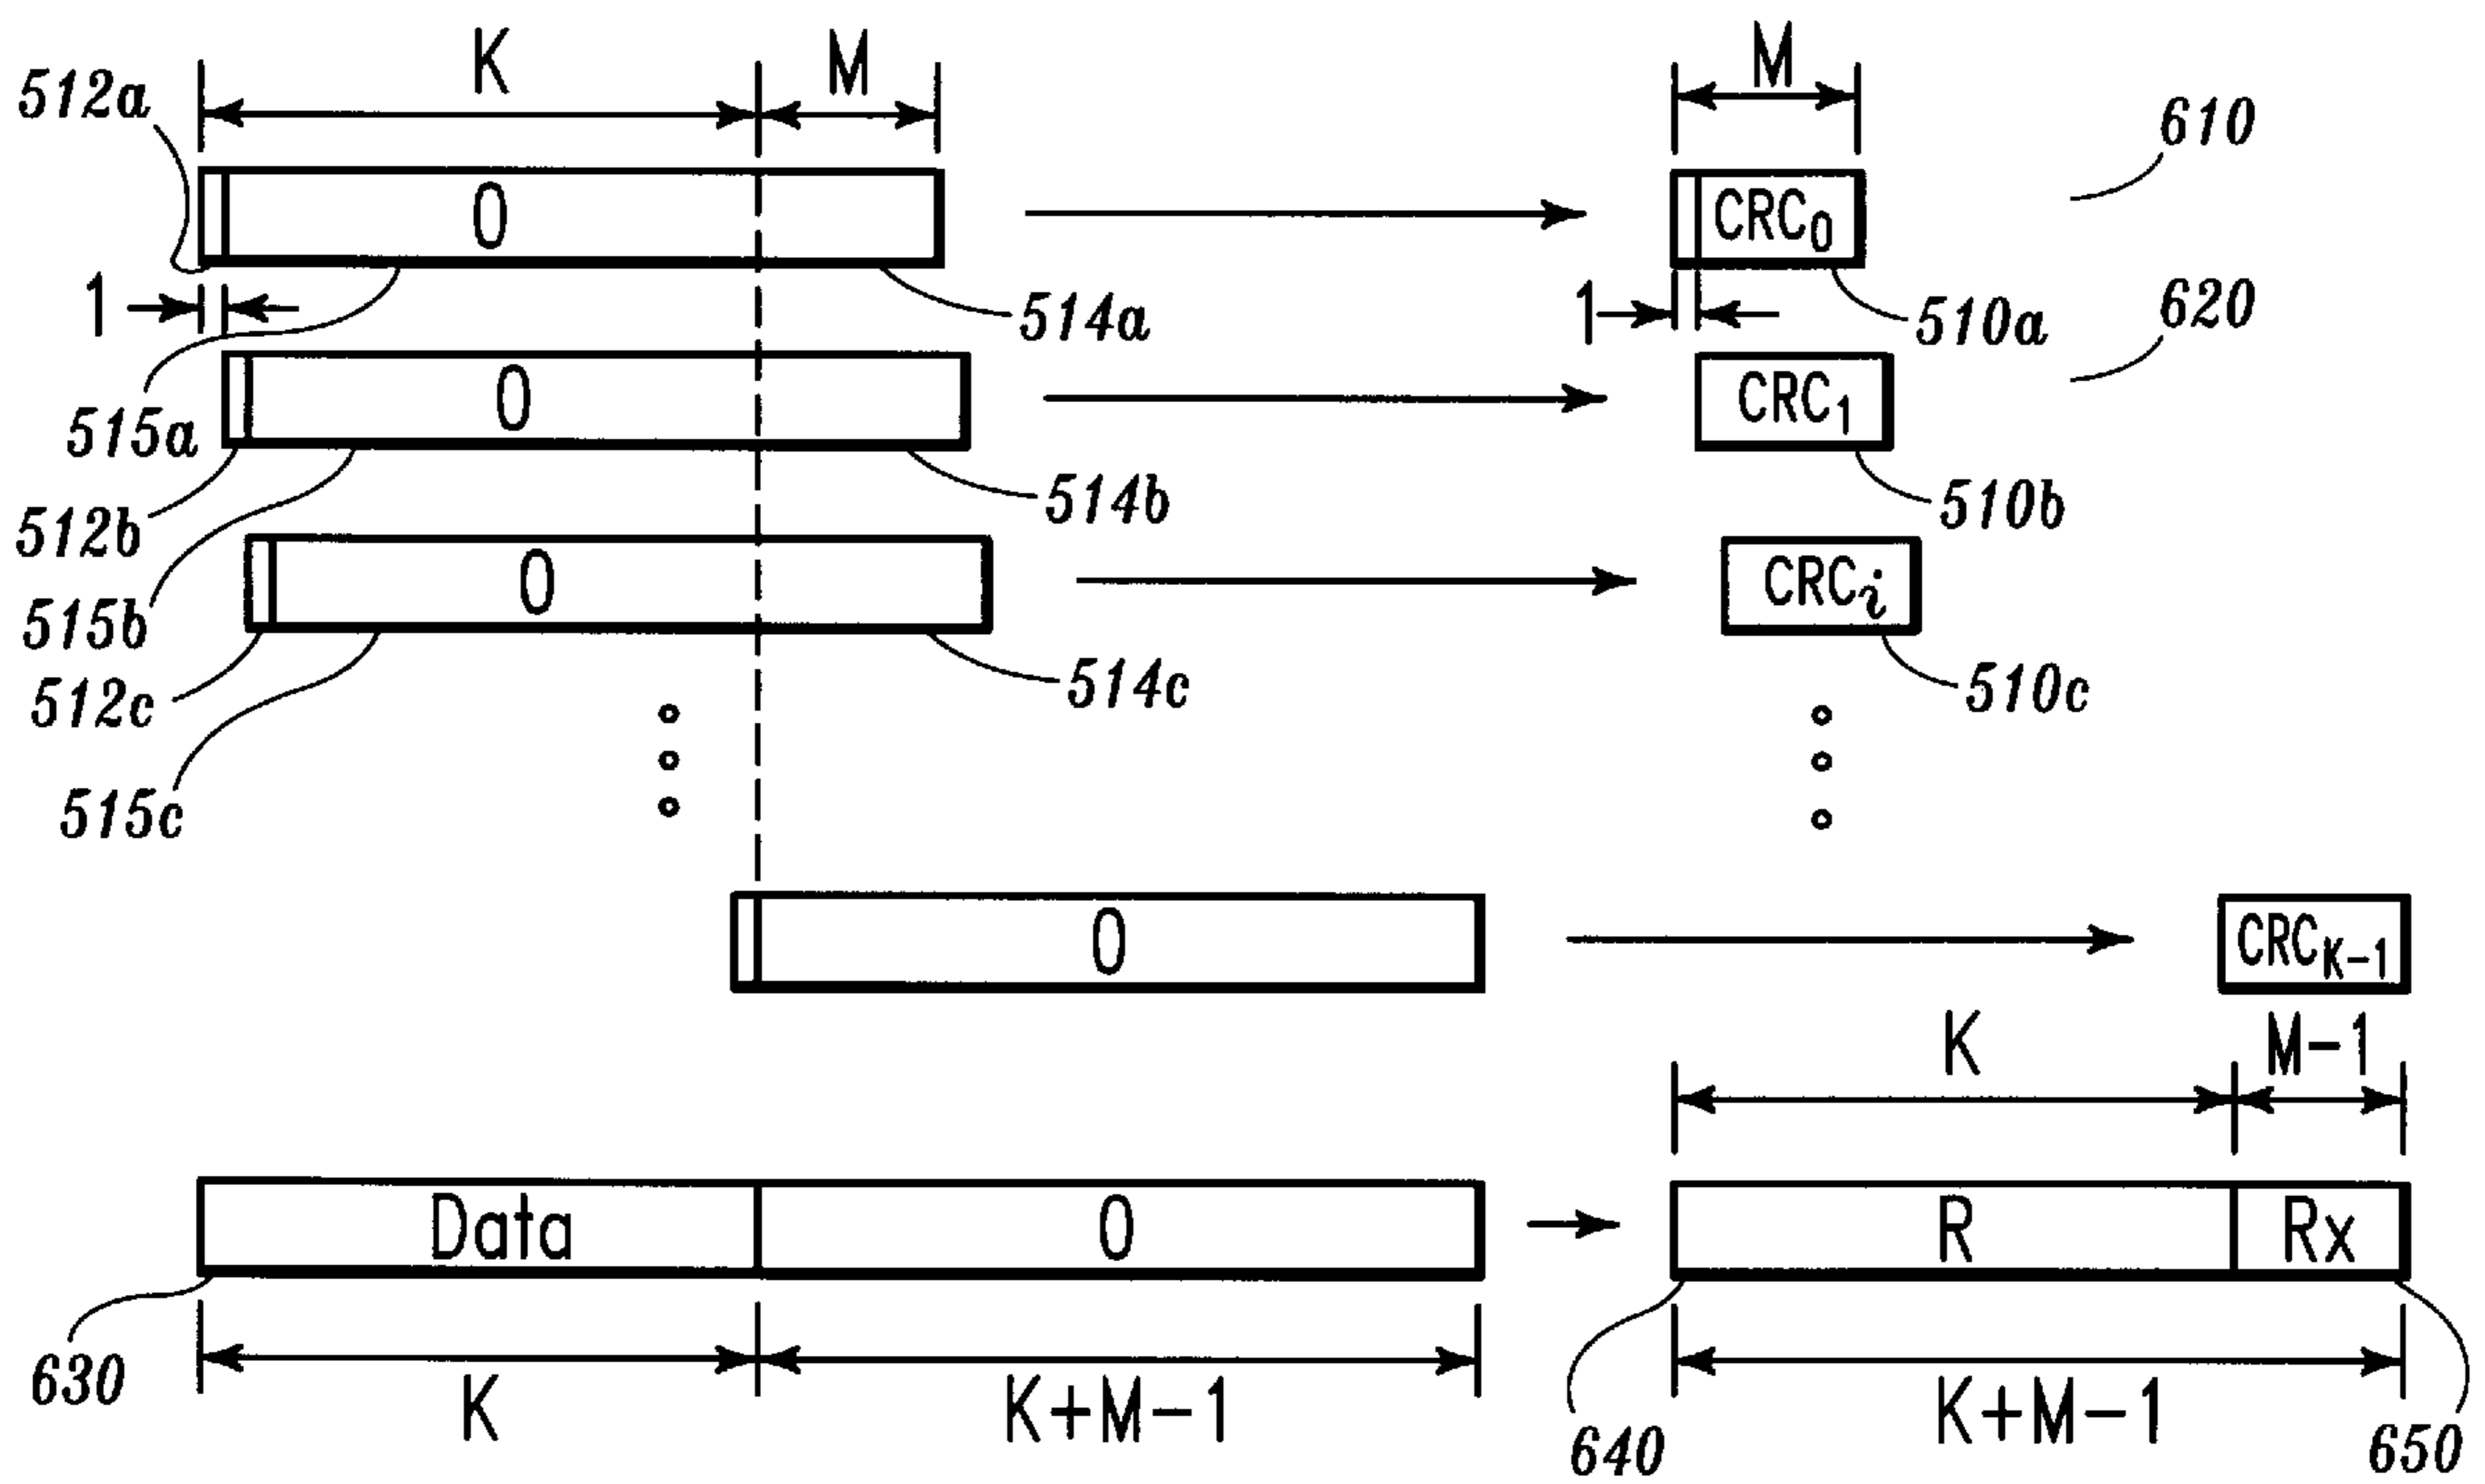 K M M
512a 610
0 CRC0
1 514a 1 510a 620
0 CRC1
515a
512b 514b 510b
0 CRCi
515b
512c 514c 510c
515c
0 CRCK-1
K M-1
Data 0 R Rx
630 K K+M-1 640 K+M-1 650